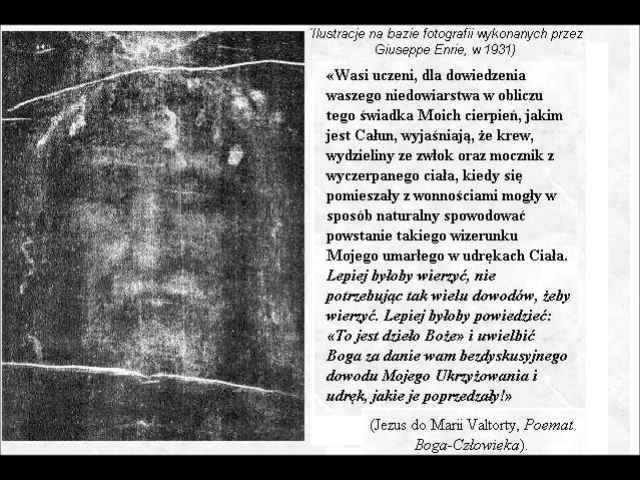 Ilustracje na bazie fotografii wykonanych przez
Giuseppe Enrie, w 1931)
«Wasi uczeni, dla dowiedzenia
waszego niedowiarstwa w obliczu
tego świadka Moich cierpień, jakim
jest Całun, wyjaśniają, że krew,
wydzieliny ze zwłok oraz mocznik z
wyczerpanego ciała, kiedy się
pomieszały z wonnościami mogły w
sposób naturalny spowodować
powstanie takiego wizerunku
Mojego umarłego w udrękach Ciała.
Lepiej byłoby wierzyć, nie
potrzebując tak wielu dowodów, żeby
wierzyć. Lepiej byłoby powiedzieć:
«To jest dzieło Boże» i uwielbić
Boga za danie wam bezdyskusyjnego
dowodu Mojego Ukrzyżowania i
udręk, jakie je poprzedzały!»
(Jezus do Marii Valtorty, Poemat
Boga-Człowieka).